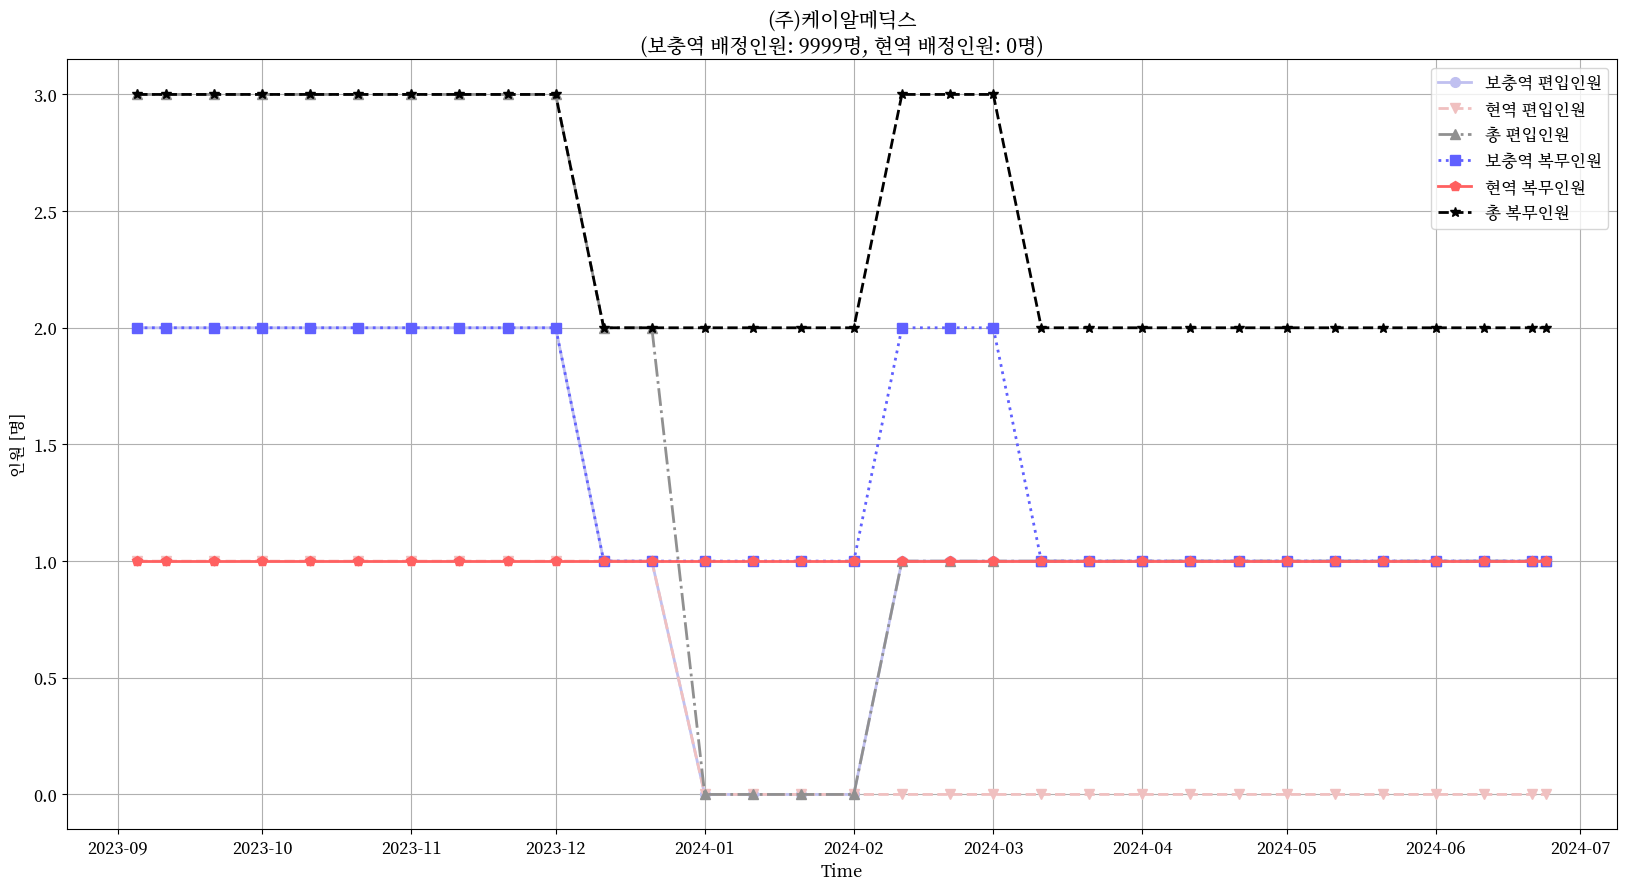 (주)케이알메딕스
(보충역 배정인원: 9999명, 현역 배정인원: 0명)
보충역 편입인원
현역 편입인원
총 편입인원
보충역 복무인원
현역 복무인원
총 복무인원
인원 [명]
3.0
2.5
2.0
1.5
1.0
0.5
0.0
2023-09 2023-10 2023-11 2023-12 2024-01 2024-02 2024-03 2024-04 2024-05 2024-06 2024-07
Time